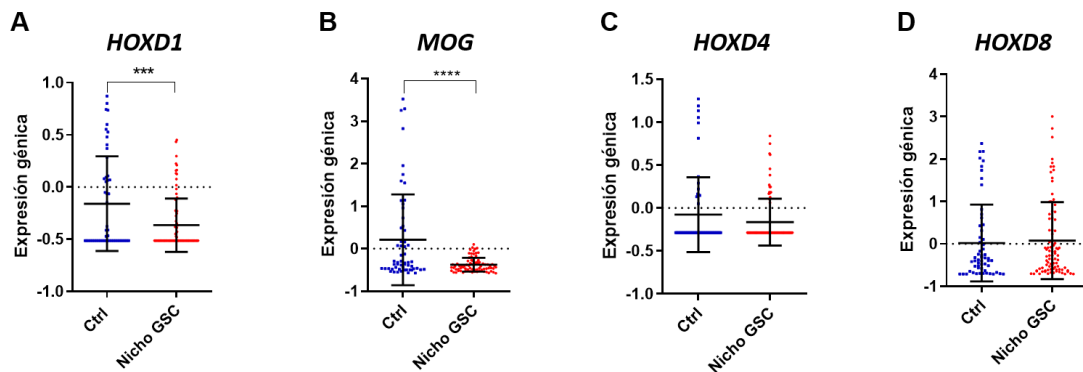 A
HOXD1
***
Expresión génica
1.0
0.5
0.0
-0.5
-1.0
Ctrl
Nicho GSC
B
MOG
****
Expresión génica
4
3
2
1
0
-1
Ctrl
Nicho GSC
C
HOXD4
Expresión génica
1.5
1.0
0.5
0.0
-0.5
-1.0
Ctrl
Nicho GSC
D
HOXD8
Expresión génica
4
3
2
1
0
-1
Ctrl
Nicho GSC